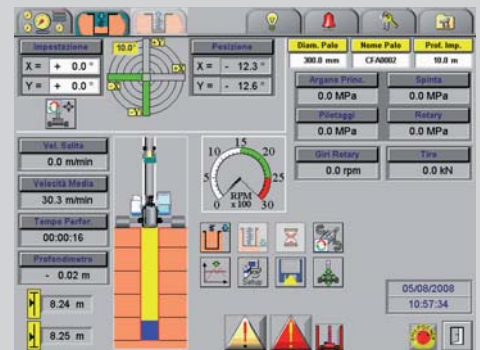 Impostazione
X = + 0.0 °
Y = + 0.0 °
10.0°
-Y
-X
X
Y
Posizione
X = - 12.3 °
Y = - 12.6 °
Diam. Palo
300.0 mm
Nome Palo
CFA0002
Prof. Imp.
10.0 m
Argano Princ.
0.0 MPa
Spinta
0.0 MPa
Pilotaggi
0.0 MPa
Rotary
0.0 MPa
Giri Rotary
0.0 rpm
Tiro
0.0 kN
Vel. Salita
0.0 m/min
Velocità Media
30.3 m/min
Tempo Perfor.
00:00:16
Profondimetro
- 0.02 m
8.24 m
8.25 m
0
5
10
15
20
25
30
RPM
x 100
Setup
05/08/2008
10:57:34